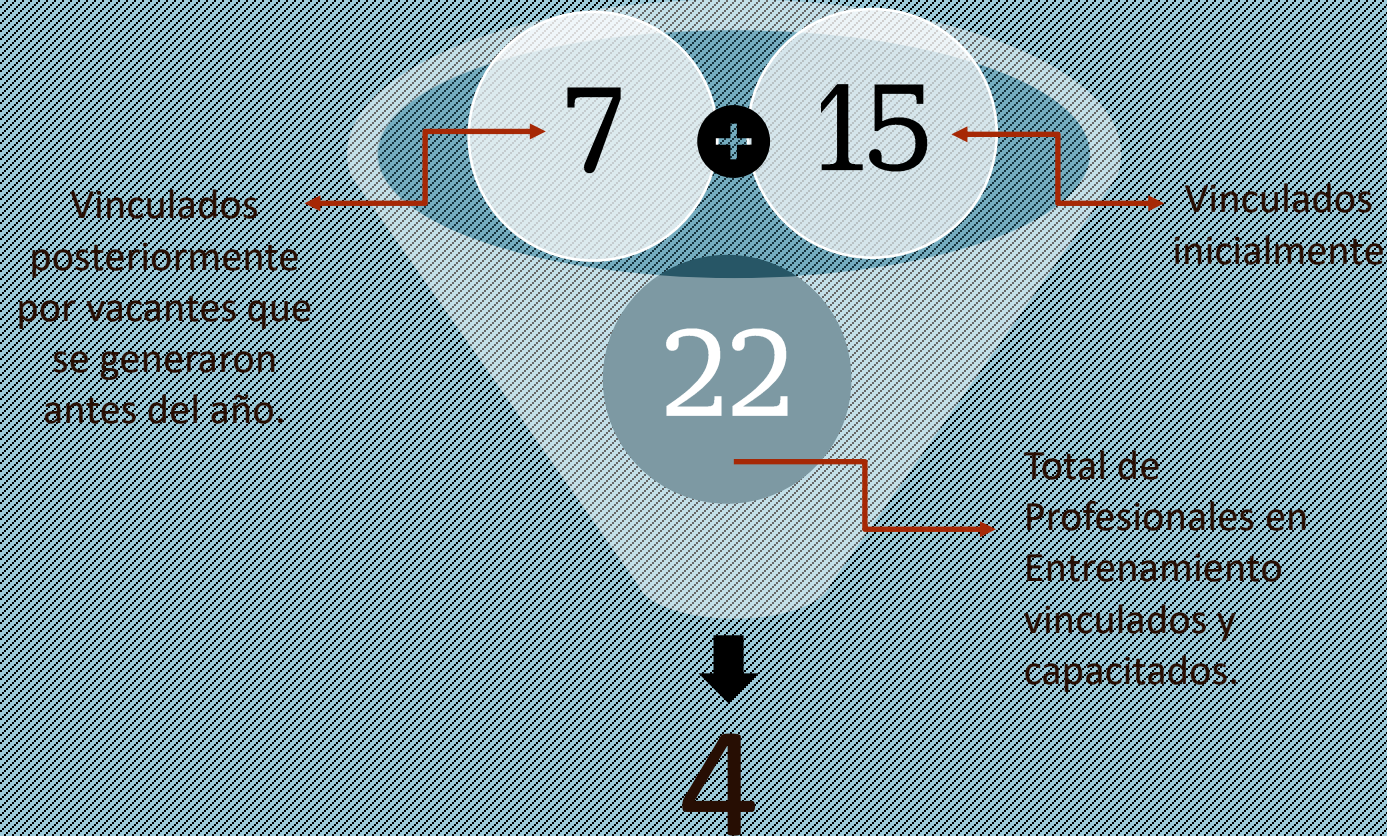 7
+
15
Vinculados
posteriormente
por vacantes que
se generaron
antes del año.
Vinculados
inicialmente
22
Total de
Profesionales en
Entrenamiento
vinculados y
capacitados.
4